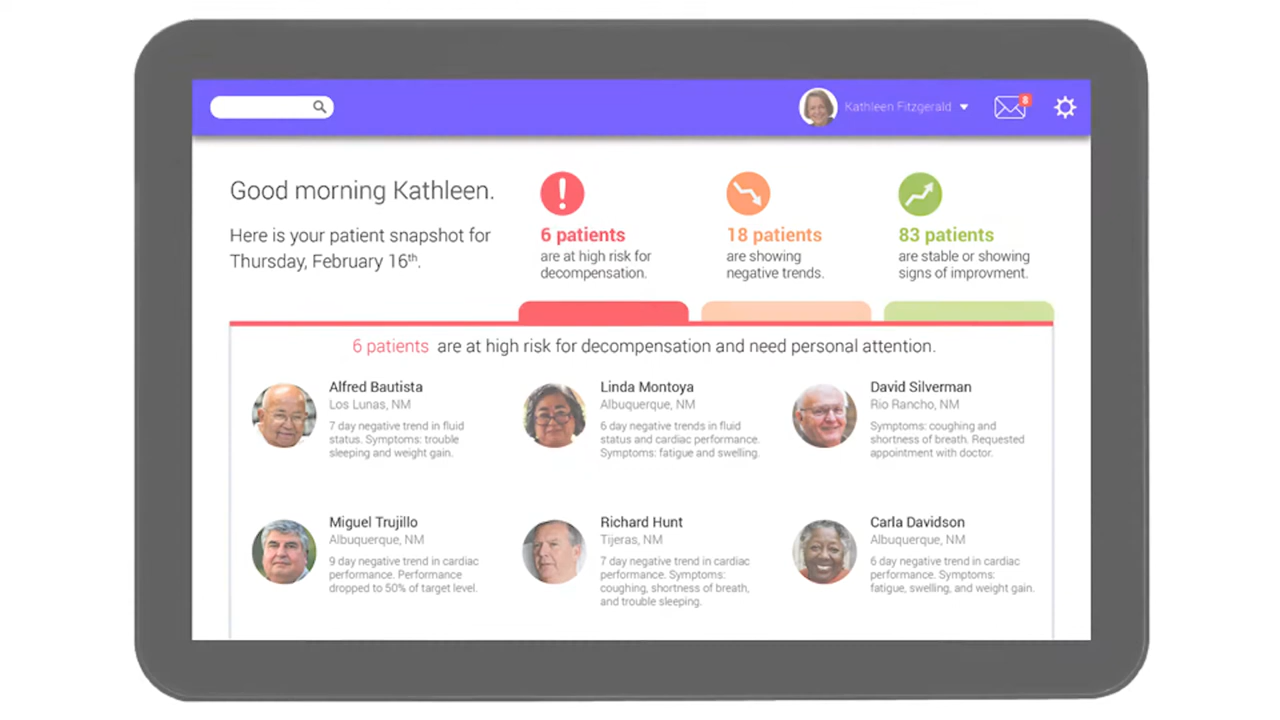 Kathleen Fitzgerald
8
Good morning Kathleen.
Here is your patient snapshot for
Thursday, February 16th.
6 patients
are at high risk for
decompensation.
18 patients
are showing
negative trends.
83 patients
are stable or showing
signs of improvment.
6 patients are at high risk for decompensation and need personal attention.
Alfred Bautista
Los Lunas, NM
7 day negative trend in fluid
status. Symptoms: trouble
sleeping and weight gain.
Linda Montoya
Albuquerque, NM
6 day negative trends in fluid
status and cardiac performance.
Symptoms: fatigue and swelling.
David Silverman
Rio Rancho, NM
Symptoms: coughing and
shortness of breath. Requested
appointment with doctor.
Miguel Trujillo
Albuquerque, NM
9 day negative trend in cardiac
performance. Performance
dropped to 50% of target level.
Richard Hunt
Tijeras, NM
7 day negative trend in cardiac
performance. Symptoms:
coughing, shortness of breath,
and trouble sleeping.
Carla Davidson
Albuquerque, NM
6 day negative trend in cardiac
performance. Symptoms:
fatigue, swelling, and weight gain.